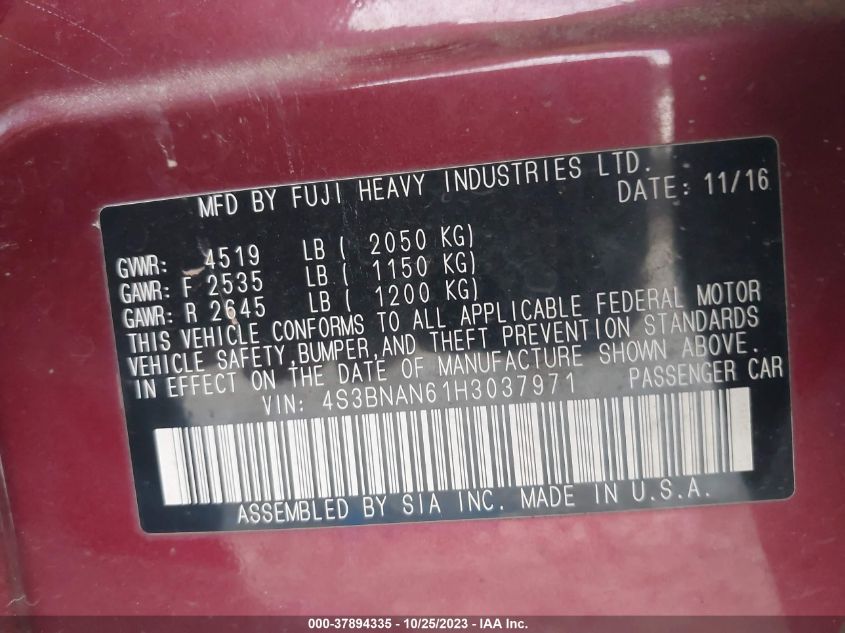 MFD BY FUJI HEAVY INDUSTRIES LTD.
DATE: 11/16
GVWR: 4519 LB ( 2050 KG)
GAWR: F 2535 LB ( 1150 KG)
GAWR: R 2645 LB ( 1200 KG)
THIS VEHICLE CONFORMS TO ALL APPLICABLE FEDERAL MOTOR
VEHICLE SAFETY, BUMPER, AND THEFT PREVENTION STANDARDS
IN EFFECT ON THE DATE OF MANUFACTURE SHOWN ABOVE.
VIN: 4S3BNAN61H3037971 PASSENGER CAR
ASSEMBLED BY SIA INC. MADE IN U.S.A.
000-37894335 - 10/25/2023 - IAA Inc.